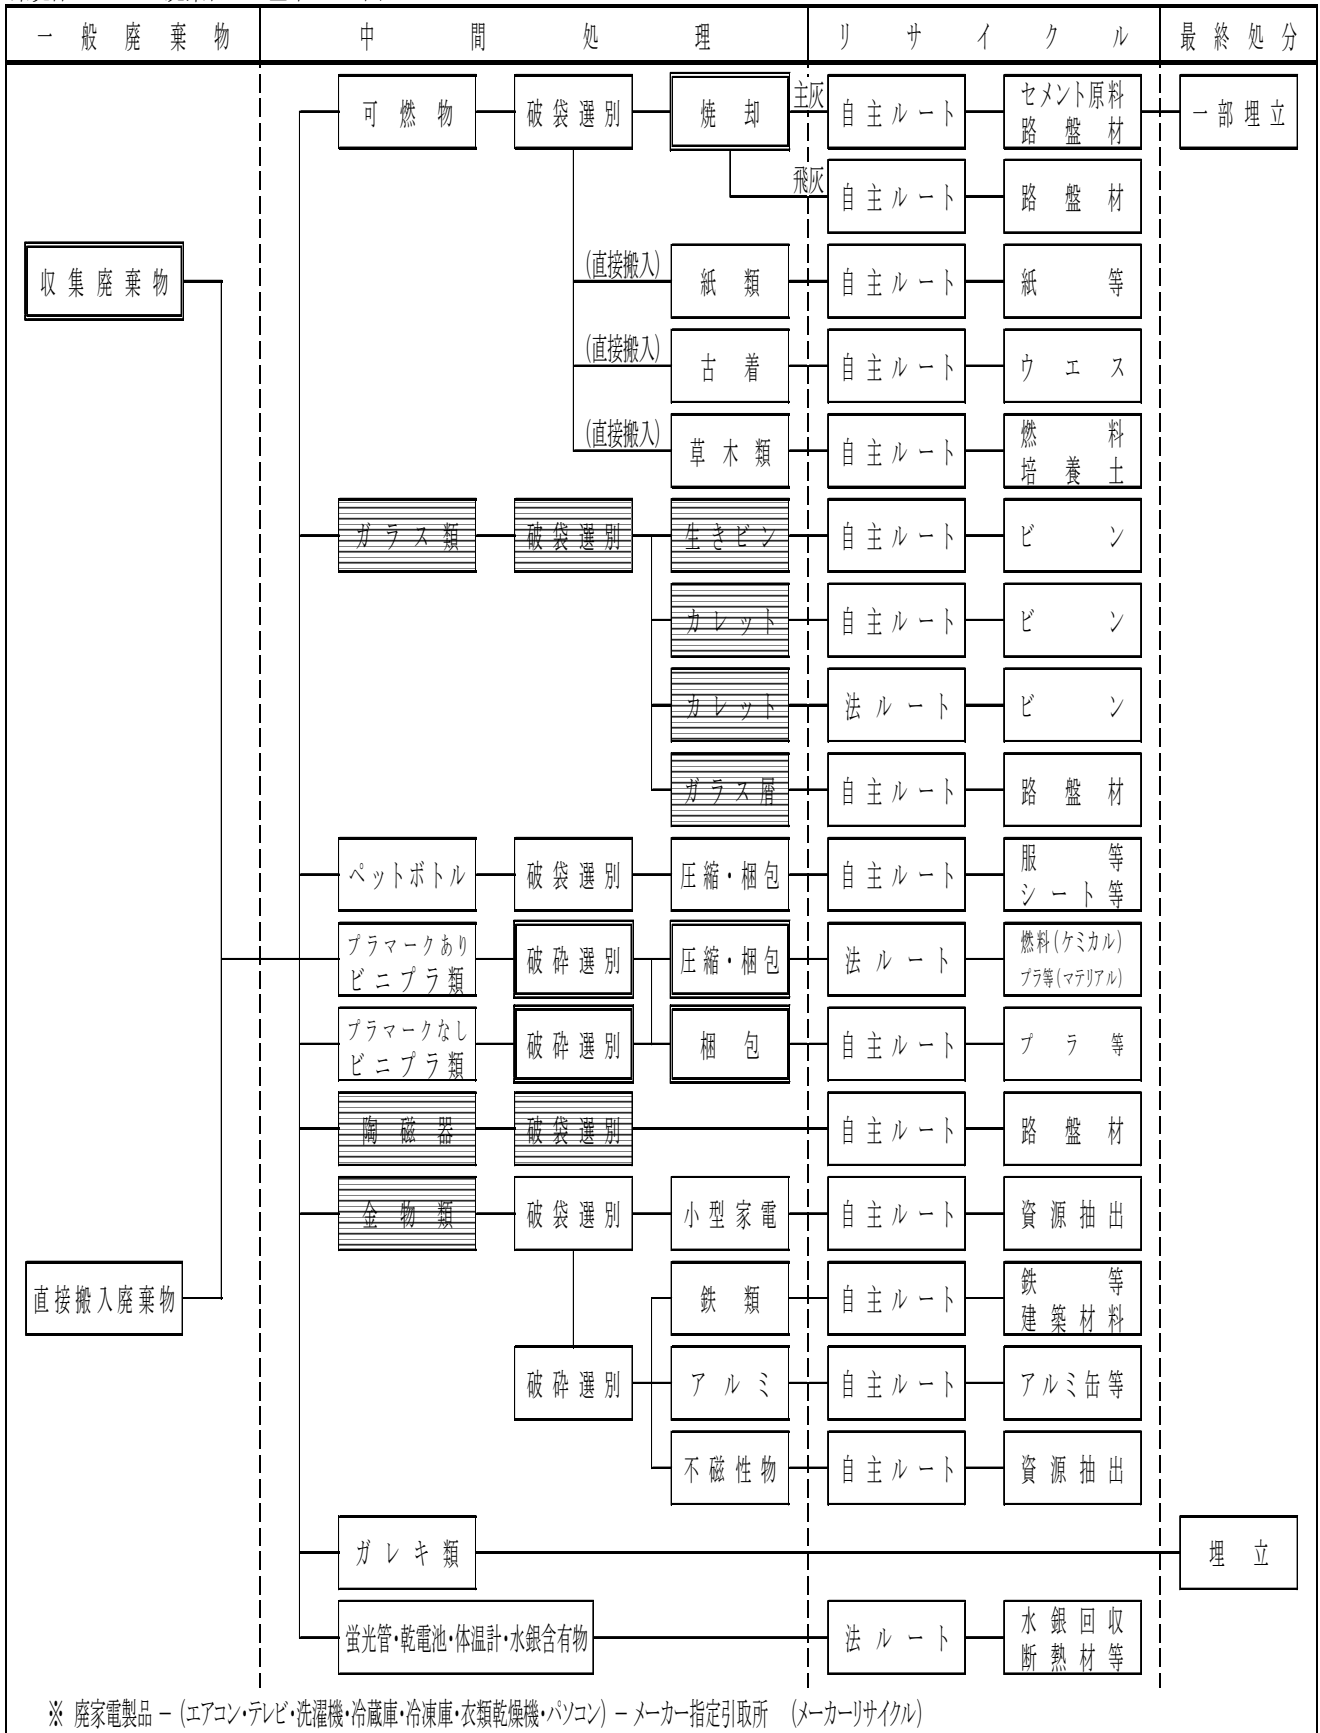 一般廃棄物 中間処理 リサイクル 最終処分
可燃物 破袋選別 焼却 主灰 自主ルート セメント原料 路盤材 一部埋立
飛灰 自主ルート 路盤材
収集廃棄物 (直接搬入) 紙類 自主ルート 紙等
(直接搬入) 古着 自主ルート ウエス
(直接搬入) 草木類 自主ルート 燃料 培養土
ガラス類 破袋選別 生きビン 自主ルート ビン
カレット 自主ルート ビン
カレット 法ルート ビン
ガラス屑 自主ルート 路盤材
ペットボトル 破袋選別 圧縮・梱包 自主ルート 服等 シート等
プラマークあり ビニプラ類 破砕選別 圧縮・梱包 法ルート 燃料(ケミカル) プラ等(マテリアル)
プラマークなし ビニプラ類 破砕選別 梱包 自主ルート プラ等
陶磁器 破袋選別 自主ルート 路盤材
金物類 破袋選別 小型家電 自主ルート 資源抽出
直接搬入廃棄物 鉄類 自主ルート 鉄等 建築材料
破砕選別 アルミ 自主ルート アルミ缶等
不磁性物 自主ルート 資源抽出
ガレキ類 埋立
蛍光管・乾電池・体温計・水銀含有物 法ルート 水銀回収 断熱材等
※ 廃家電製品 − (エアコン・テレビ・洗濯機・冷蔵庫・冷凍庫・衣類乾燥機・パソコン) − メーカー指定引取所 (メーカーリサイクル)